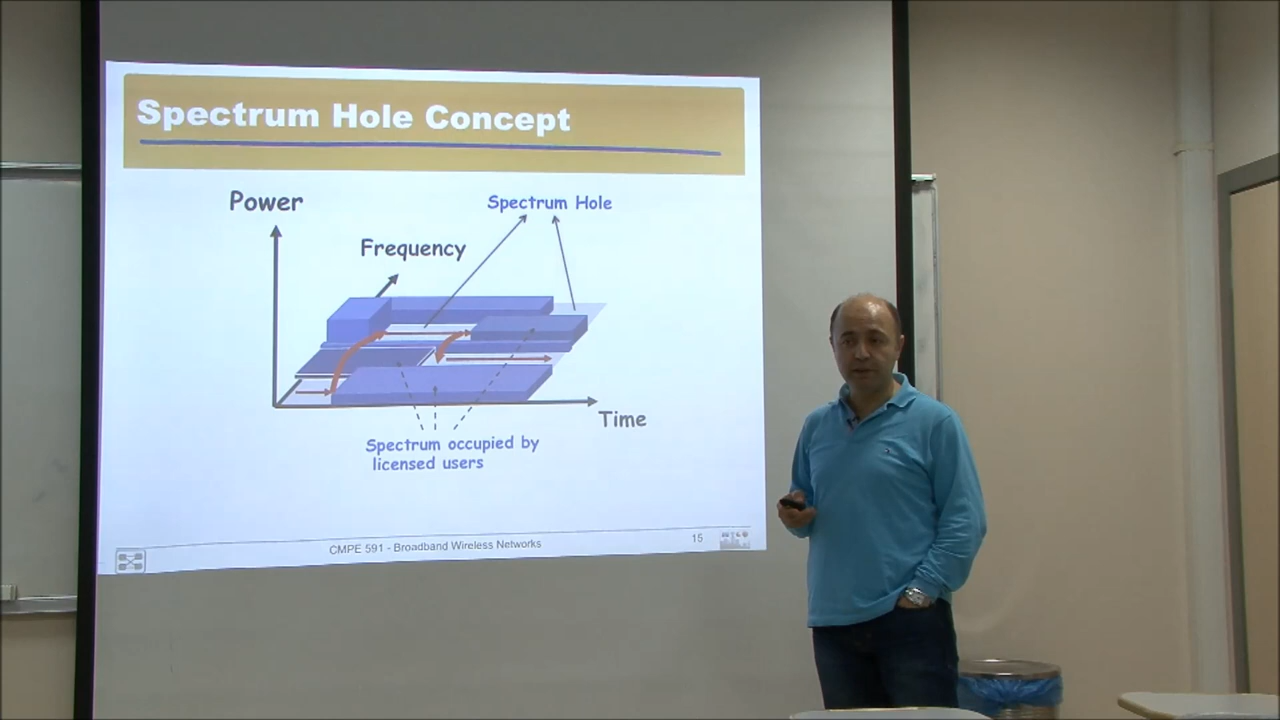 Spectrum Hole Concept
Power
Spectrum Hole
Frequency
Time
Spectrum occupied by
licensed users
CMPE 591 - Broadband Wireless Networks
15